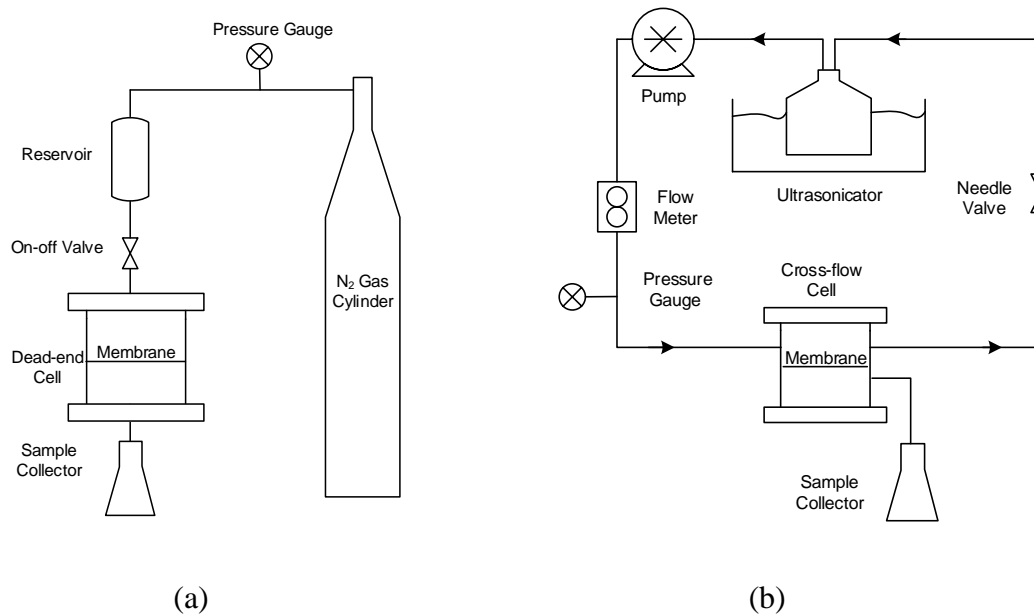 Pressure Gauge
Reservoir
On-off Valve
N₂ Gas
Cylinder
Membrane
Dead-end
Cell
Sample
Collector
(a)
Pump
Ultrasonicator
Needle
Valve
Flow
Meter
Pressure
Gauge
Cross-flow
Cell
Membrane
Sample
Collector
(b)